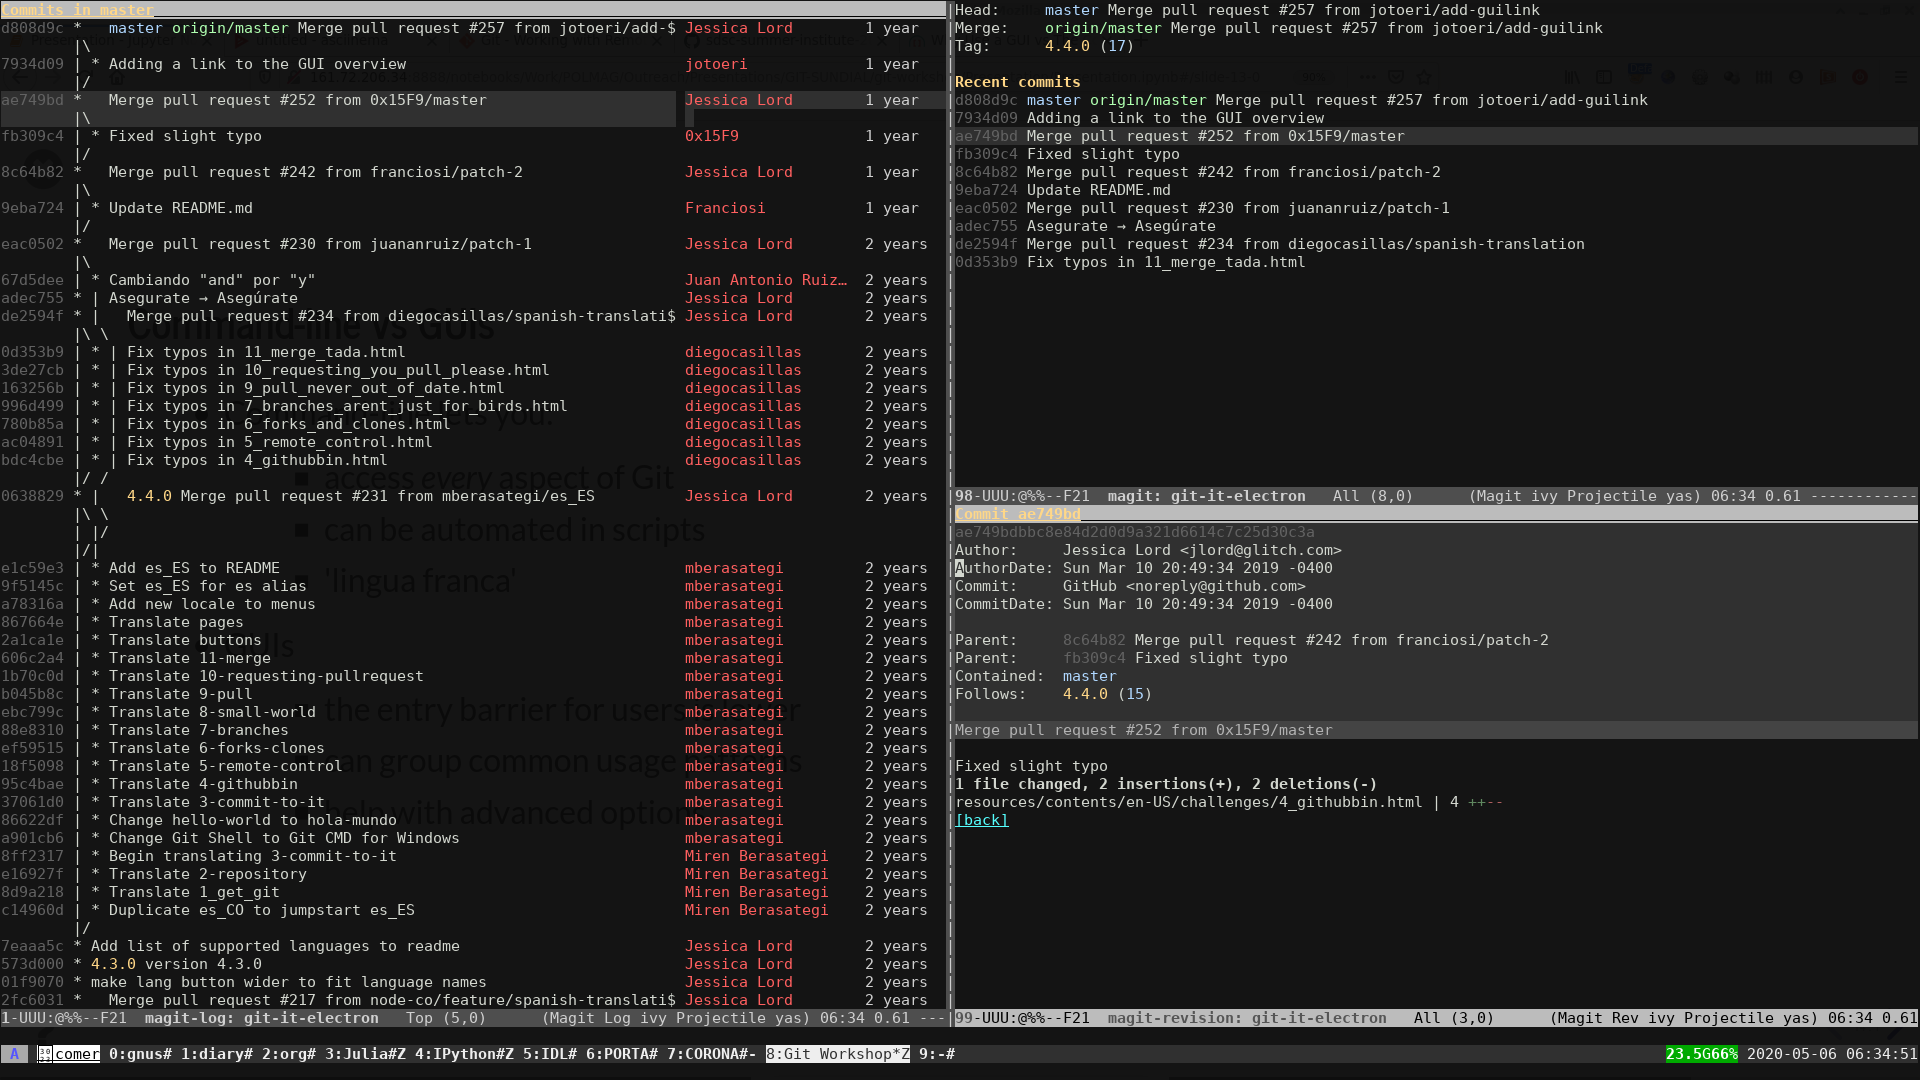 Commits in master
d808d9c *   master origin/master Merge pull request #257 from jotoeri/add-$ Jessica Lord 1 year
|\
7934d09 | * Adding a link to the GUI overview jotoeri 1 year
|/
ae749bd *   Merge pull request #252 from 0x15F9/master Jessica Lord 1 year
|\
fb309c4 | * Fixed slight typo 0x15F9 1 year
|/
8c64b82 *   Merge pull request #242 from franciosi/patch-2 Jessica Lord 1 year
|\
9eba724 | * Update README.md Franciosi 1 year
|/
eac0502 *   Merge pull request #230 from juananruiz/patch-1 Jessica Lord 2 years
|\
67d5dee | * Cambiando "and" por "y" Juan Antonio Ruiz… 2 years
adec755 * | Asegurate → Asegúrate Jessica Lord 2 years
de2594f * |   Merge pull request #234 from diegocasillas/spanish-translati$ Jessica Lord 2 years
|\ \
0d353b9 | * | Fix typos in 11_merge_tada.html diegocasillas 2 years
3de27cb | * | Fix typos in 10_requesting_you_pull_please.html diegocasillas 2 years
163256b | * | Fix typos in 9_pull_never_out_of_date.html diegocasillas 2 years
996d499 | * | Fix typos in 7_branches_arent_just_for_birds.html diegocasillas 2 years
780b85a | * | Fix typos in 6_forks_and_clones.html diegocasillas 2 years
ac04891 | * | Fix typos in 5_remote_control.html diegocasillas 2 years
bdc4cbe | * | Fix typos in 4_githubbin.html diegocasillas 2 years
|/ /
0638829 * |   4.4.0 Merge pull request #231 from mberasategi/es_ES Jessica Lord 2 years
|\ \
| |/
|/|
e1c59e3 | * Add es_ES to README mberasategi 2 years
9f5145c | * Set es_ES for es alias mberasategi 2 years
a78316a | * Add new locale to menus mberasategi 2 years
867664e | * Translate pages mberasategi 2 years
2a1ca1e | * Translate buttons mberasategi 2 years
606c2a4 | * Translate 11-merge mberasategi 2 years
1b70c0d | * Translate 10-requesting-pullrequest mberasategi 2 years
b045b8c | * Translate 9-pull mberasategi 2 years
ebc799c | * Translate 8-small-world mberasategi 2 years
88e8310 | * Translate 7-branches mberasategi 2 years
ef59515 | * Translate 6-forks-clones mberasategi 2 years
18f5098 | * Translate 5-remote-control mberasategi 2 years
95c4bae | * Translate 4-githubbin mberasategi 2 years
37061d0 | * Translate 3-commit-to-it mberasategi 2 years
86622df | * Change hello-world to hola-mundo mberasategi 2 years
a901cb6 | * Change Git Shell to Git CMD for Windows mberasategi 2 years
8ff2317 | * Begin translating 3-commit-to-it Miren Berasategi 2 years
e16927f | * Translate 2-repository Miren Berasategi 2 years
8d9a218 | * Translate 1_get_git Miren Berasategi 2 years
c14960d | * Duplicate es_CO to jumpstart es_ES Miren Berasategi 2 years
|/
7eaaa5c * Add list of supported languages to readme Jessica Lord 2 years
573d000 * 4.3.0 version 4.3.0 Jessica Lord 2 years
01f9070 * make lang button wider to fit language names Jessica Lord 2 years
2fc6031 *   Merge pull request #217 from node-co/feature/spanish-translati$ Jessica Lord 2 years
1-UUU:@%%--F21  magit-log: git-it-electron   Top (5,0)      (Magit Log ivy Projectile yas) 06:34 0.61 ---
Head:     master Merge pull request #257 from jotoeri/add-guilink
Merge:    origin/master Merge pull request #257 from jotoeri/add-guilink
Tag:      4.4.0 (17)
Recent commits
d808d9c master origin/master Merge pull request #257 from jotoeri/add-guilink
7934d09 Adding a link to the GUI overview
ae749bd Merge pull request #252 from 0x15F9/master
fb309c4 Fixed slight typo
8c64b82 Merge pull request #242 from franciosi/patch-2
9eba724 Update README.md
eac0502 Merge pull request #230 from juananruiz/patch-1
adec755 Asegurate → Asegúrate
de2594f Merge pull request #234 from diegocasillas/spanish-translation
0d353b9 Fix typos in 11_merge_tada.html
98-UUU:@%%--F21  magit: git-it-electron   All (8,0)      (Magit ivy Projectile yas) 06:34 0.61 ------------
Commit ae749bd
ae749bdbbc8e84d2d0d9a321d6614c7c25d30c3a
Author:     Jessica Lord <jlord@glitch.com>
AuthorDate: Sun Mar 10 20:49:34 2019 -0400
Commit:     GitHub <noreply@github.com>
CommitDate: Sun Mar 10 20:49:34 2019 -0400
Parent:     8c64b82 Merge pull request #242 from franciosi/patch-2
Parent:     fb309c4 Fixed slight typo
Contained:  master
Follows:    4.4.0 (15)
Merge pull request #252 from 0x15F9/master
Fixed slight typo
1 file changed, 2 insertions(+), 2 deletions(-)
resources/contents/en-US/challenges/4_githubbin.html | 4 ++--
[back]
99-UUU:@%%--F21  magit-revision: git-it-electron   All (3,0)      (Magit Rev ivy Projectile yas) 06:34 0.61
Command-line vs GUIs
access every aspect of Git
can be automated in scripts
'lingua franca'
the entry barrier for users
can group common usage
help with advanced option
A comer 0:gnus# 1:diary# 2:org# 3:Julia#Z 4:IPython#Z 5:IDL# 6:PORTA# 7:CORONA#- 8:Git Workshop*Z 9:-# 23.5G66% 2020-05-06 06:34:51